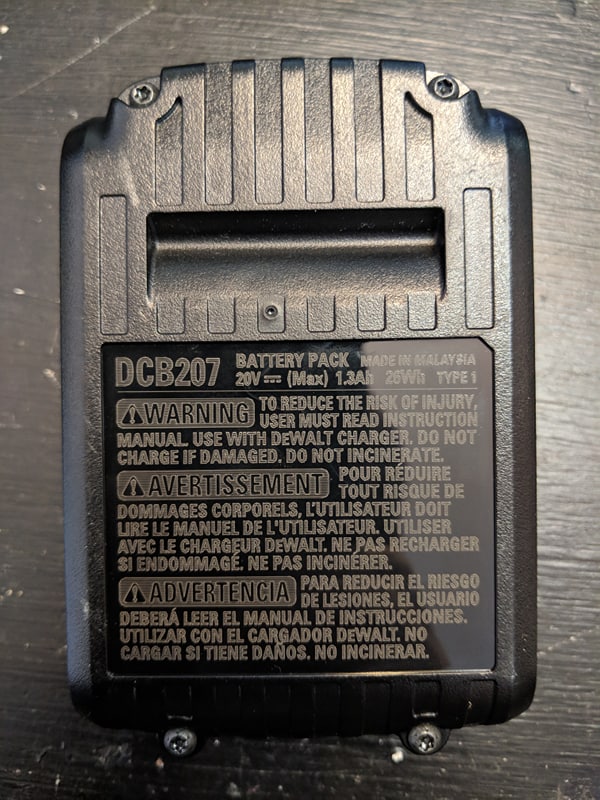 DCB207 BATTERY PACK MADE IN MALAYSIA
20V ⎓ (Max) 1.3Ah 26Wh TYPE 1
⚠WARNING TO REDUCE THE RISK OF INJURY,
USER MUST READ INSTRUCTION
MANUAL. USE WITH DEWALT CHARGER. DO NOT
CHARGE IF DAMAGED. DO NOT INCINERATE.
⚠AVERTISSEMENT POUR RÉDUIRE
TOUT RISQUE DE
DOMMAGES CORPORELS, L'UTILISATEUR DOIT
LIRE LE MANUEL DE L'UTILISATEUR. UTILISER
AVEC LE CHARGEUR DEWALT. NE PAS RECHARGER
SI ENDOMMAGÉ. NE PAS INCINÉRER.
⚠ADVERTENCIA PARA REDUCIR EL RIESGO
DE LESIONES, EL USUARIO
DEBERÁ LEER EL MANUAL DE INSTRUCCIONES.
UTILIZAR CON EL CARGADOR DEWALT. NO
CARGAR SI TIENE DAÑOS. NO INCINERAR.